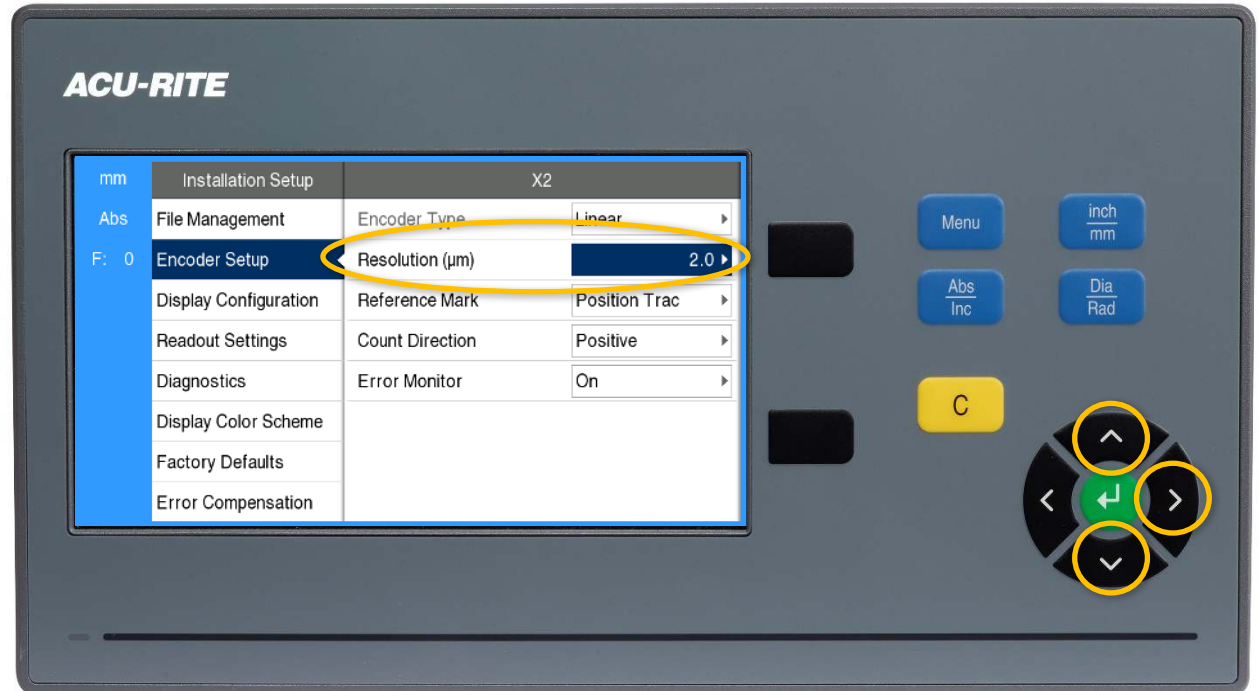 ACU-RITE
mm Installation Setup X2
Abs File Management Encoder Type Linear
F: 0 Encoder Setup Resolution (µm) 2.0
Display Configuration Reference Mark Position Trac
Readout Settings Count Direction Positive
Diagnostics Error Monitor On
Display Color Scheme
Factory Defaults
Error Compensation
Menu inch
mm
Abs Dia
Inc Rad
C